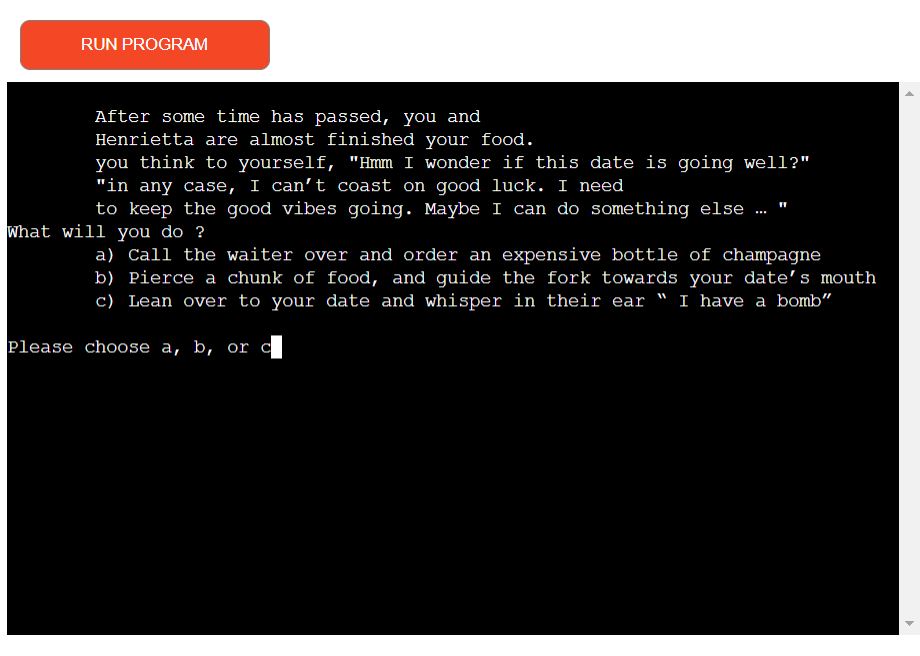 RUN PROGRAM
After some time has passed, you and
Henrietta are almost finished your food.
you think to yourself, "Hmm I wonder if this date is going well?"
"in any case, I can’t coast on good luck. I need
to keep the good vibes going. Maybe I can do something else … "
What will you do ?
a) Call the waiter over and order an expensive bottle of champagne
b) Pierce a chunk of food, and guide the fork towards your date’s mouth
c) Lean over to your date and whisper in their ear “ I have a bomb”
Please choose a, b, or c